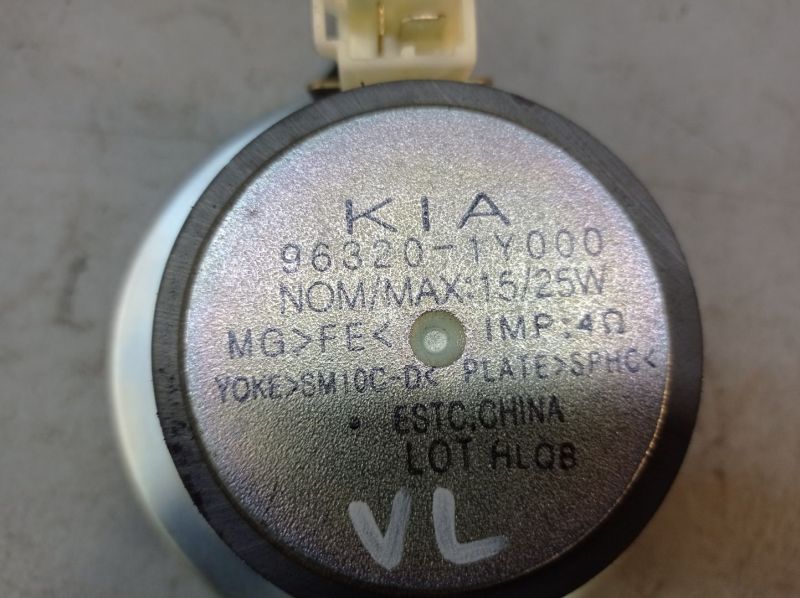 KIA
96320-1Y000
NOM/MAX:15/25W
MG>FE< IMP:4Ω
YOKE>SM10C-D< PLATE>SPHC<
ESTC,CHINA
LOT HLQB
VL